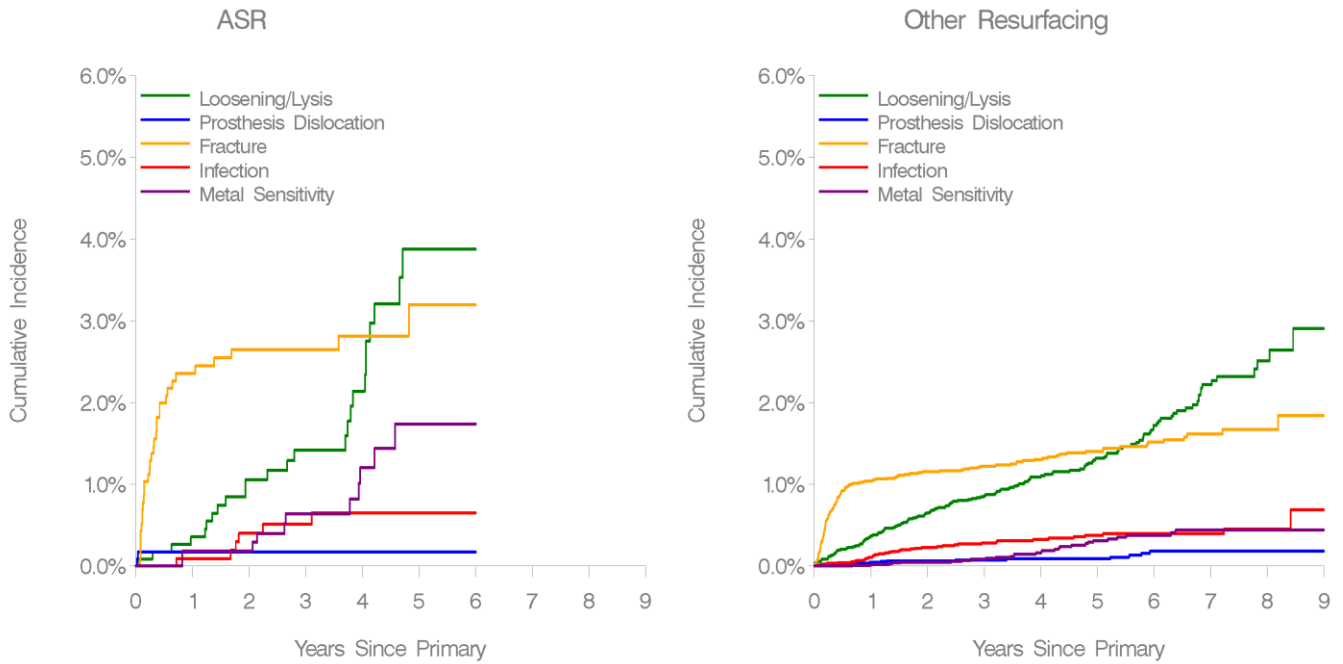 ASR
6.0%
5.0%
4.0%
3.0%
2.0%
1.0%
0.0%
Cumulative Incidence
Loosening/Lysis
Prosthesis Dislocation
Fracture
Infection
Metal Sensitivity
0 1 2 3 4 5 6 7 8 9
Years Since Primary
Other Resurfacing
6.0%
5.0%
4.0%
3.0%
2.0%
1.0%
0.0%
Cumulative Incidence
Loosening/Lysis
Prosthesis Dislocation
Fracture
Infection
Metal Sensitivity
0 1 2 3 4 5 6 7 8 9
Years Since Primary